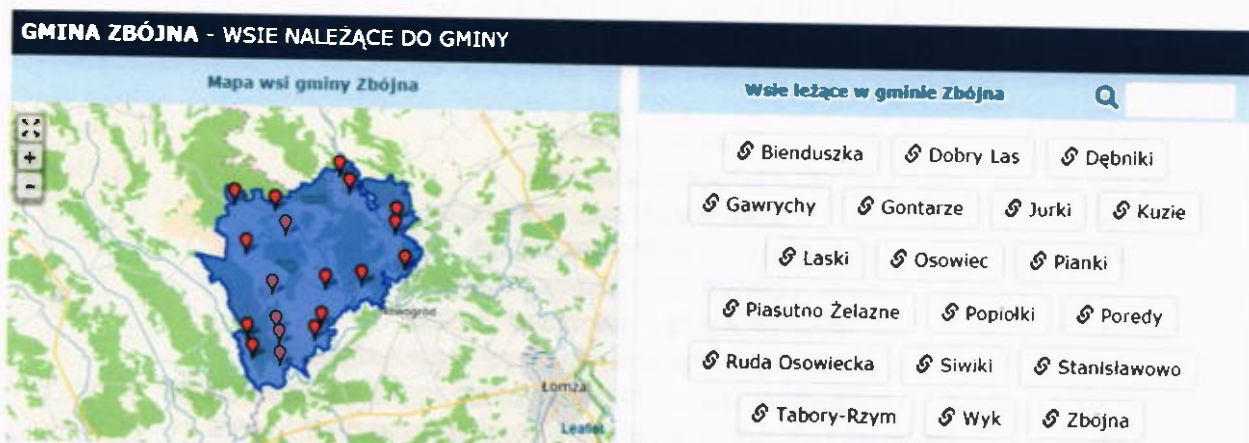 GMINA ZBÓJNA - WSIE NALEŻĄCE DO GMINY
Mapa wsi gminy Zbójna
Wsie leżące w gminie Zbójna
+
-
Nowogród
Łomża
Leaflet
Bienduszka Dobry Las Dębniki
Gawrychy Gontarze Jurki Kuzie
Laski Osowiec Pianki
Piasutno Żelazne Popiołki Poredy
Ruda Osowiecka Siwiki Stanisławowo
Tabory-Rzym Wyk Zbójna